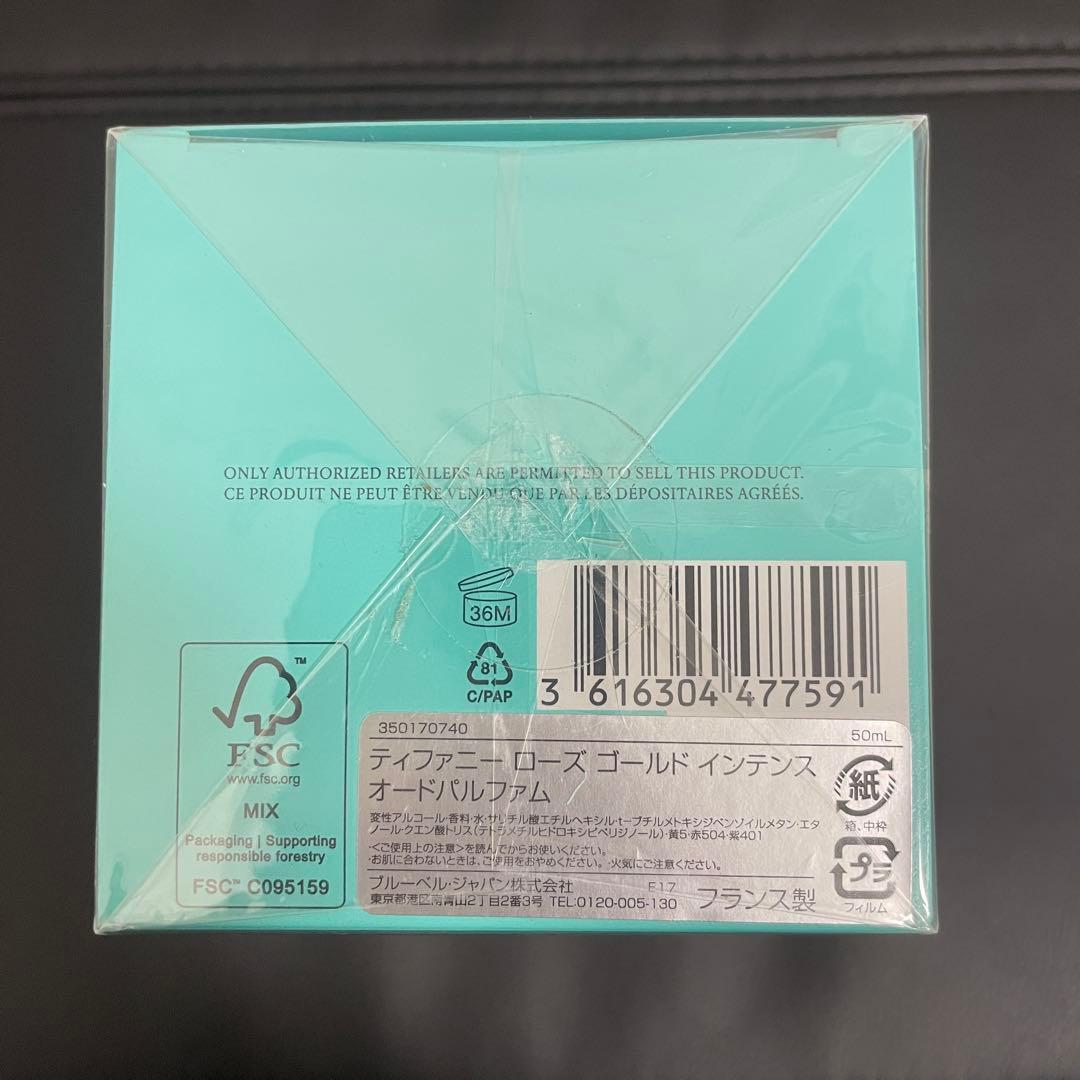 ONLY AUTHORIZED RETAILERS ARE PERMITTED TO SELL THIS PRODUCT.
CE PRODUIT NE PEUT ÊTRE VENDU QUE PAR LES DÉPOSITAIRES AGRÉÉS.
36M
81
C/PAP
3 616304 477591
™
FSC
www.fsc.org
MIX
Packaging | Supporting
responsible forestry
FSC™ C095159
350170740 50mL
ティファニー ローズ ゴールド インテンス
オードパルファム
変性アルコール・香料・水・サリチル酸エチルヘキシル・t-ブチルメトキシジベンゾイルメタン・エタ
ノール・クエン酸トリス(テトラメチルヒドロキシピペリジノール)・黄5・赤504・紫401
<ご使用上の注意>を読んでからお使いください。
・お肌に合わないときは、ご使用をおやめください。・火気にご注意ください。
ブルーベル・ジャパン株式会社 E17
東京都港区南青山2丁目2番3号 TEL:0120-005-130 フランス製
紙
箱、中枠
プラ
フィルム